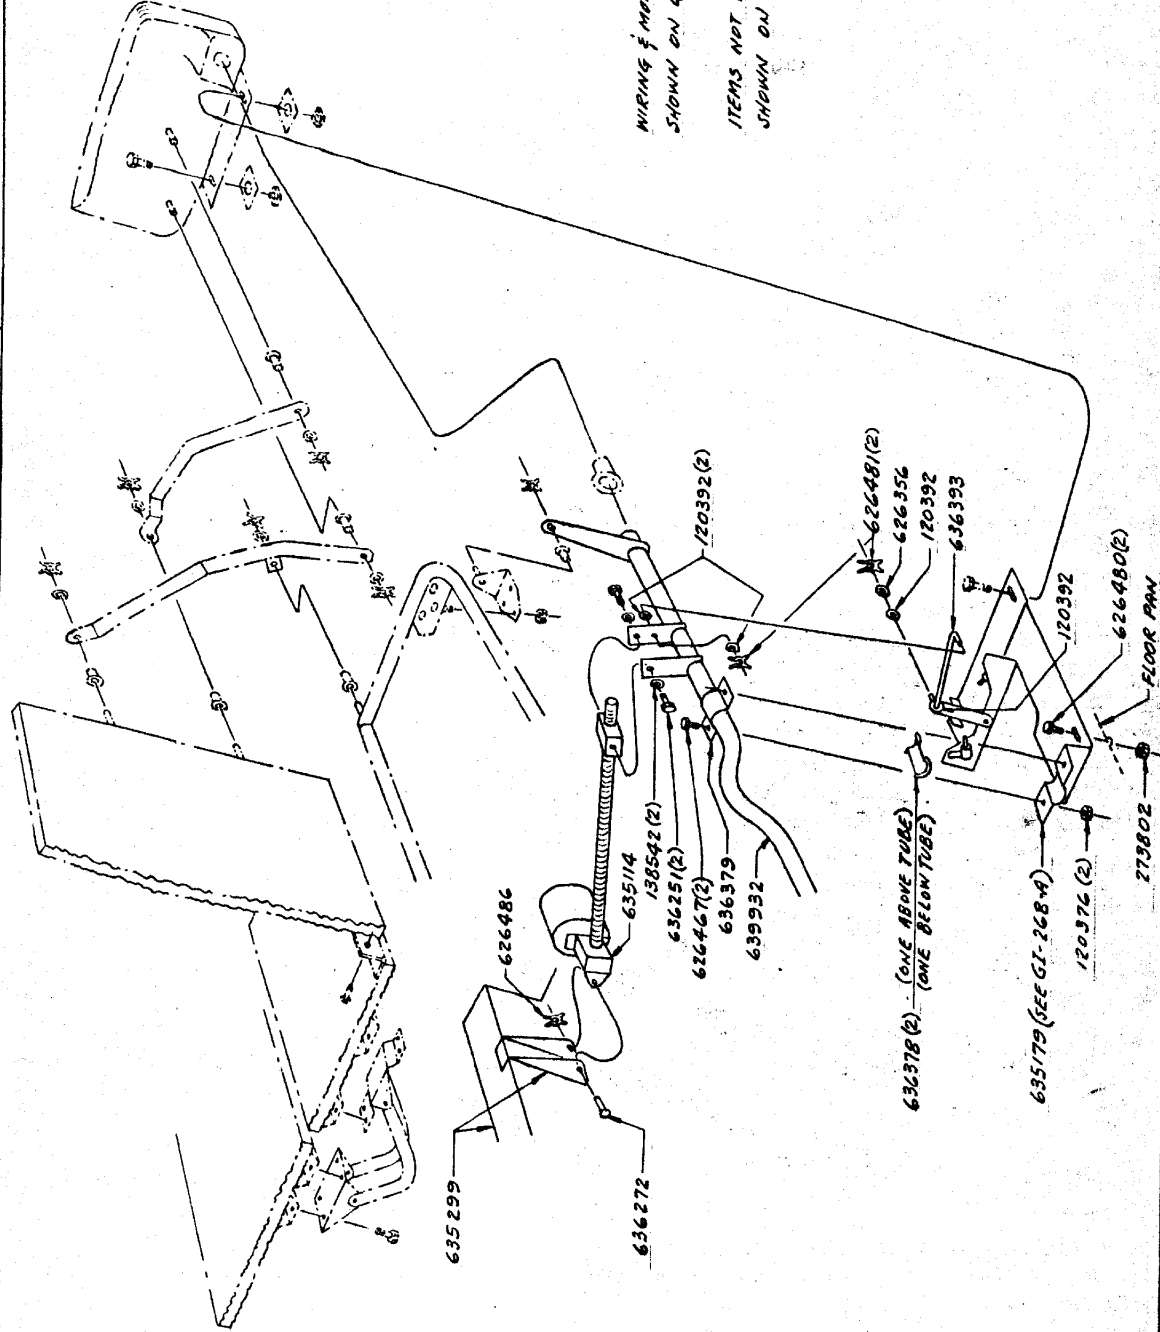 WIRING & MO
SHOWN ON
ITEMS NOT
SHOWN ON
120392(2)
626481(2)
626356
120392
636393
120392
626480(2)
FLOOR PAN
273802
120376 (2)
635179 (SEE GI-268-A)
636378 (2) (ONE ABOVE TUBE)
(ONE BELOW TUBE)
626486
635114
138542(2)
636251(2)
626467(2)
636379
639932
635299
636272